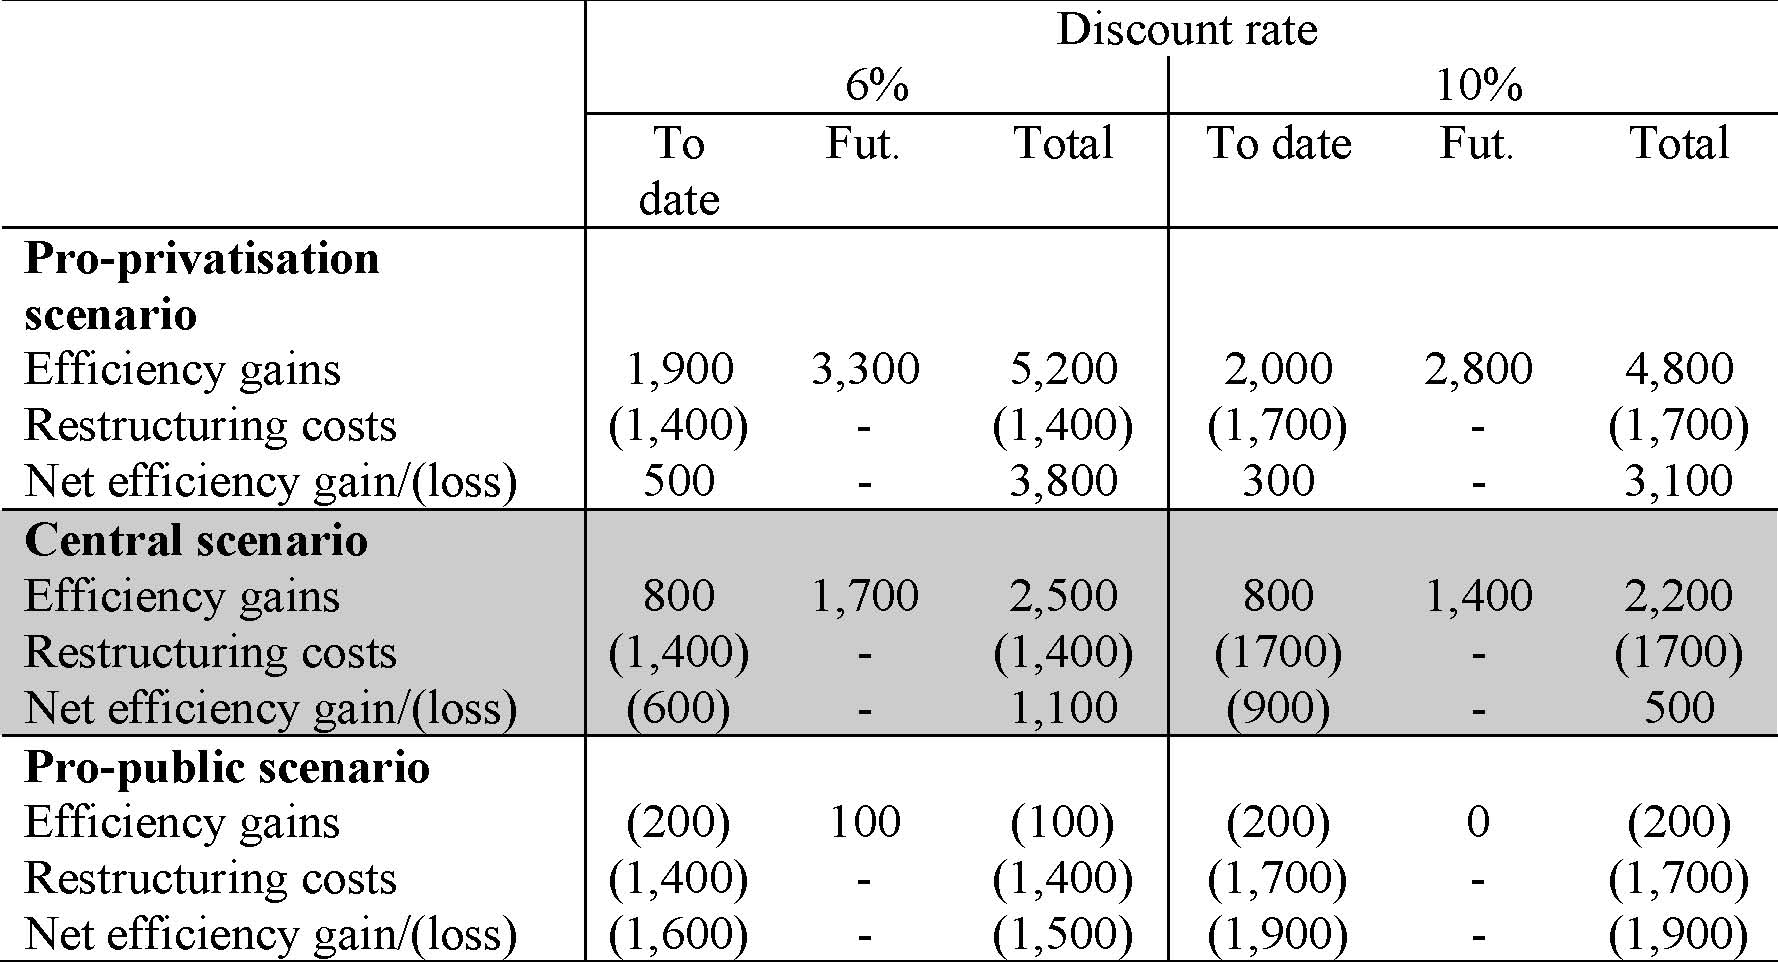 Discount rate
6% 10%
To date Fut. Total To date Fut. Total
Pro-privatisation
scenario
Efficiency gains 1,900 3,300 5,200 2,000 2,800 4,800
Restructuring costs (1,400) - (1,400) (1,700) - (1,700)
Net efficiency gain/(loss) 500 - 3,800 300 - 3,100
Central scenario
Efficiency gains 800 1,700 2,500 800 1,400 2,200
Restructuring costs (1,400) - (1,400) (1700) - (1700)
Net efficiency gain/(loss) (600) - 1,100 (900) - 500
Pro-public scenario
Efficiency gains (200) 100 (100) (200) 0 (200)
Restructuring costs (1,400) - (1,400) (1,700) - (1,700)
Net efficiency gain/(loss) (1,600) - (1,500) (1,900) - (1,900)